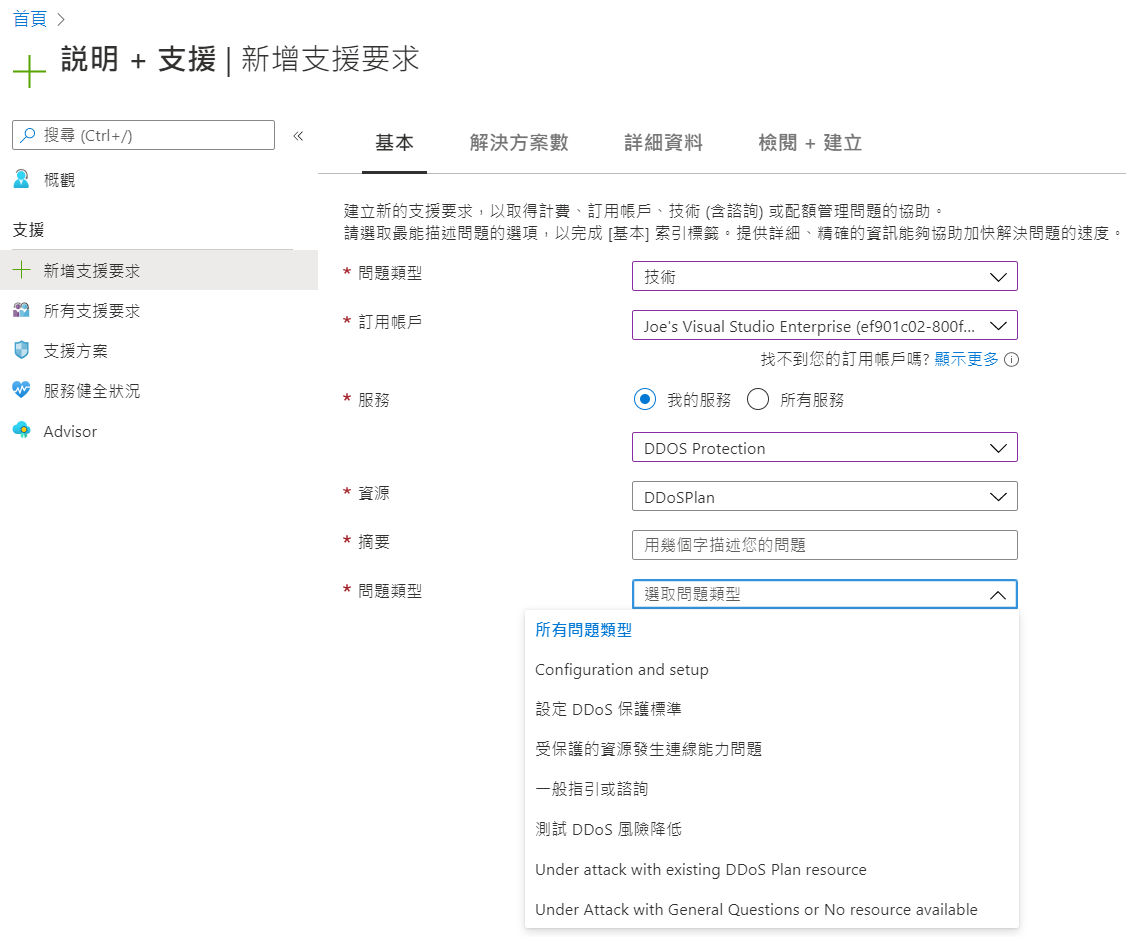 首頁
説明 + 支援 | 新增支援要求
搜尋 (Ctrl+/)
«
概觀
支援
新增支援要求
所有支援要求
支援方案
服務健全狀況
Advisor
基本 解決方案數 詳細資料 檢閱 + 建立
建立新的支援要求，以取得計費、訂用帳戶、技術 (含諮詢) 或配額管理問題的協助。
請選取最能描述問題的選項，以完成 [基本] 索引標籤。提供詳細、精確的資訊能夠協助加快解決問題的速度。
* 問題類型 技術
* 訂用帳戶 Joe's Visual Studio Enterprise (ef901c02-800f...
找不到您的訂用帳戶嗎? 顯示更多
* 服務 我的服務 所有服務
DDOS Protection
* 資源 DDoSPlan
* 摘要 用幾個字描述您的問題
* 問題類型 選取問題類型
所有問題類型
Configuration and setup
設定 DDoS 保護標準
受保護的資源發生連線能力問題
一般指引或諮詢
測試 DDoS 風險降低
Under attack with existing DDoS Plan resource
Under Attack with General Questions or No resource available